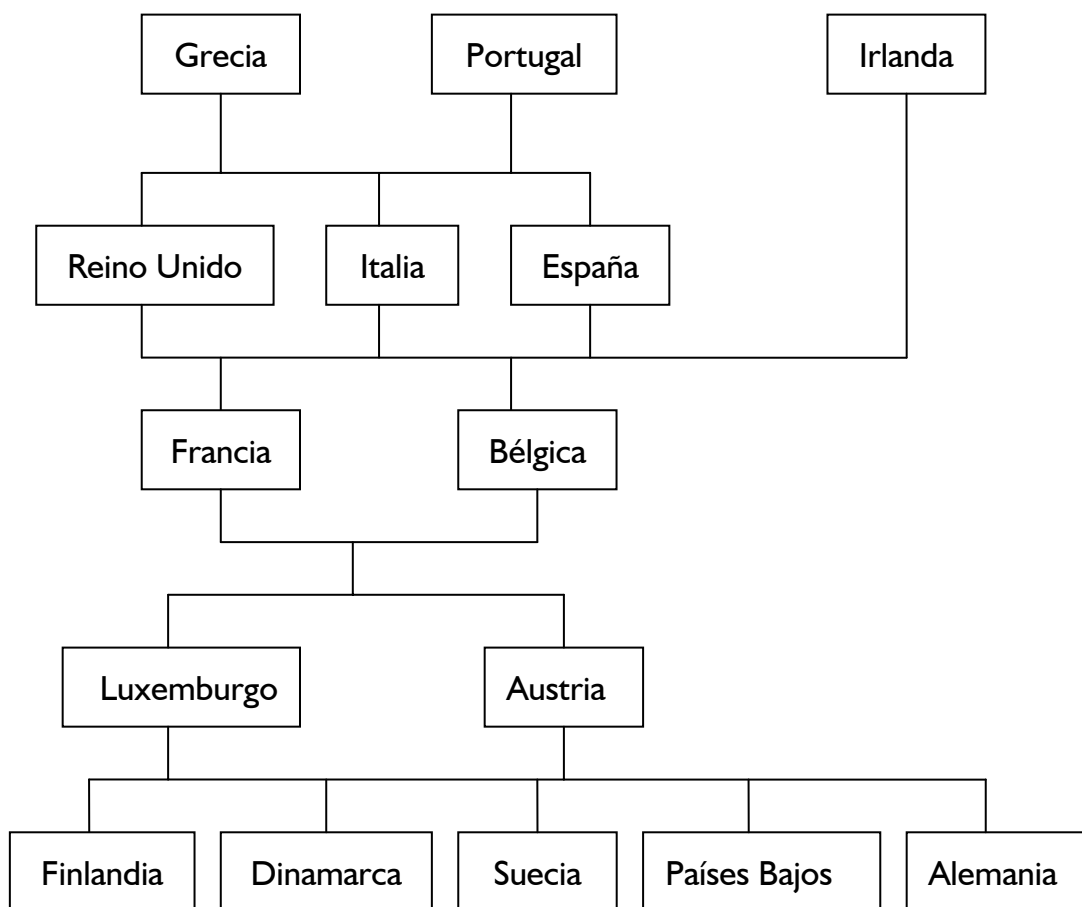 Grecia
Portugal
Irlanda
Reino Unido
Italia
España
Francia
Bélgica
Luxemburgo
Austria
Finlandia
Dinamarca
Suecia
Países Bajos
Alemania